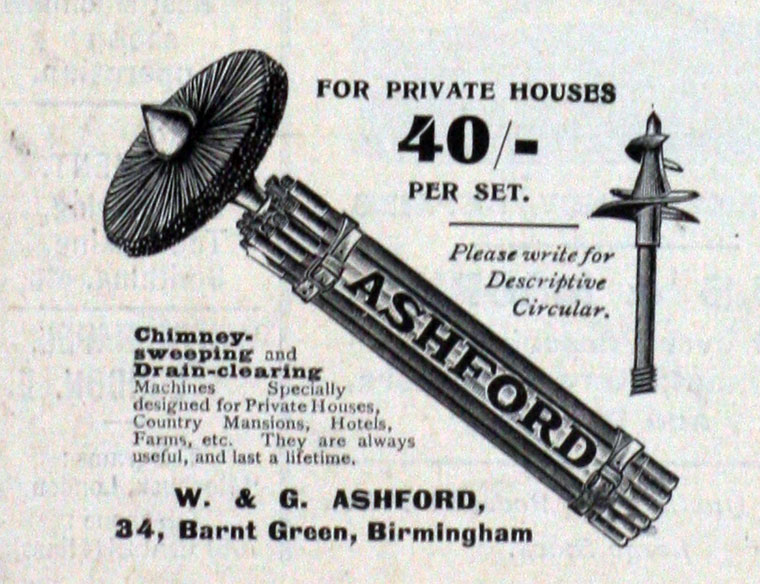 FOR PRIVATE HOUSES
40/-
PER SET.
Please write for
Descriptive
Circular.
ASHFORD
Chimney-
sweeping and
Drain-clearing
Machines Specially
designed for Private Houses,
Country Mansions, Hotels,
Farms, etc. They are always
useful, and last a lifetime.
W. & G. ASHFORD,
34, Barnt Green, Birmingham